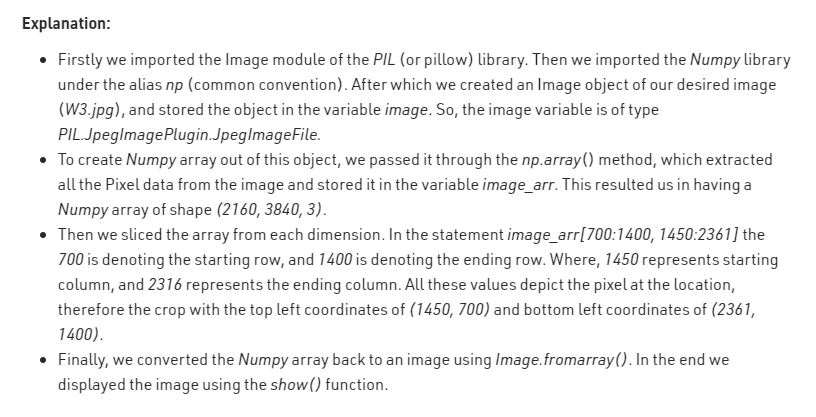 Explanation:
• Firstly we imported the Image module of the PIL (or pillow) library. Then we imported the Numpy library
under the alias np (common convention). After which we created an Image object of our desired image
(W3.jpg), and stored the object in the variable image. So, the image variable is of type
PIL.JpegImagePlugin.JpegImageFile.
• To create Numpy array out of this object, we passed it through the np.array() method, which extracted
all the Pixel data from the image and stored it in the variable image_arr. This resulted us in having a
Numpy array of shape (2160, 3840, 3).
• Then we sliced the array from each dimension. In the statement image_arr[700:1400, 1450:2361] the
700 is denoting the starting row, and 1400 is denoting the ending row. Where, 1450 represents starting
column, and 2316 represents the ending column. All these values depict the pixel at the location,
therefore the crop with the top left coordinates of (1450, 700) and bottom left coordinates of (2361,
1400).
• Finally, we converted the Numpy array back to an image using Image.fromarray(). In the end we
displayed the image using the show() function.